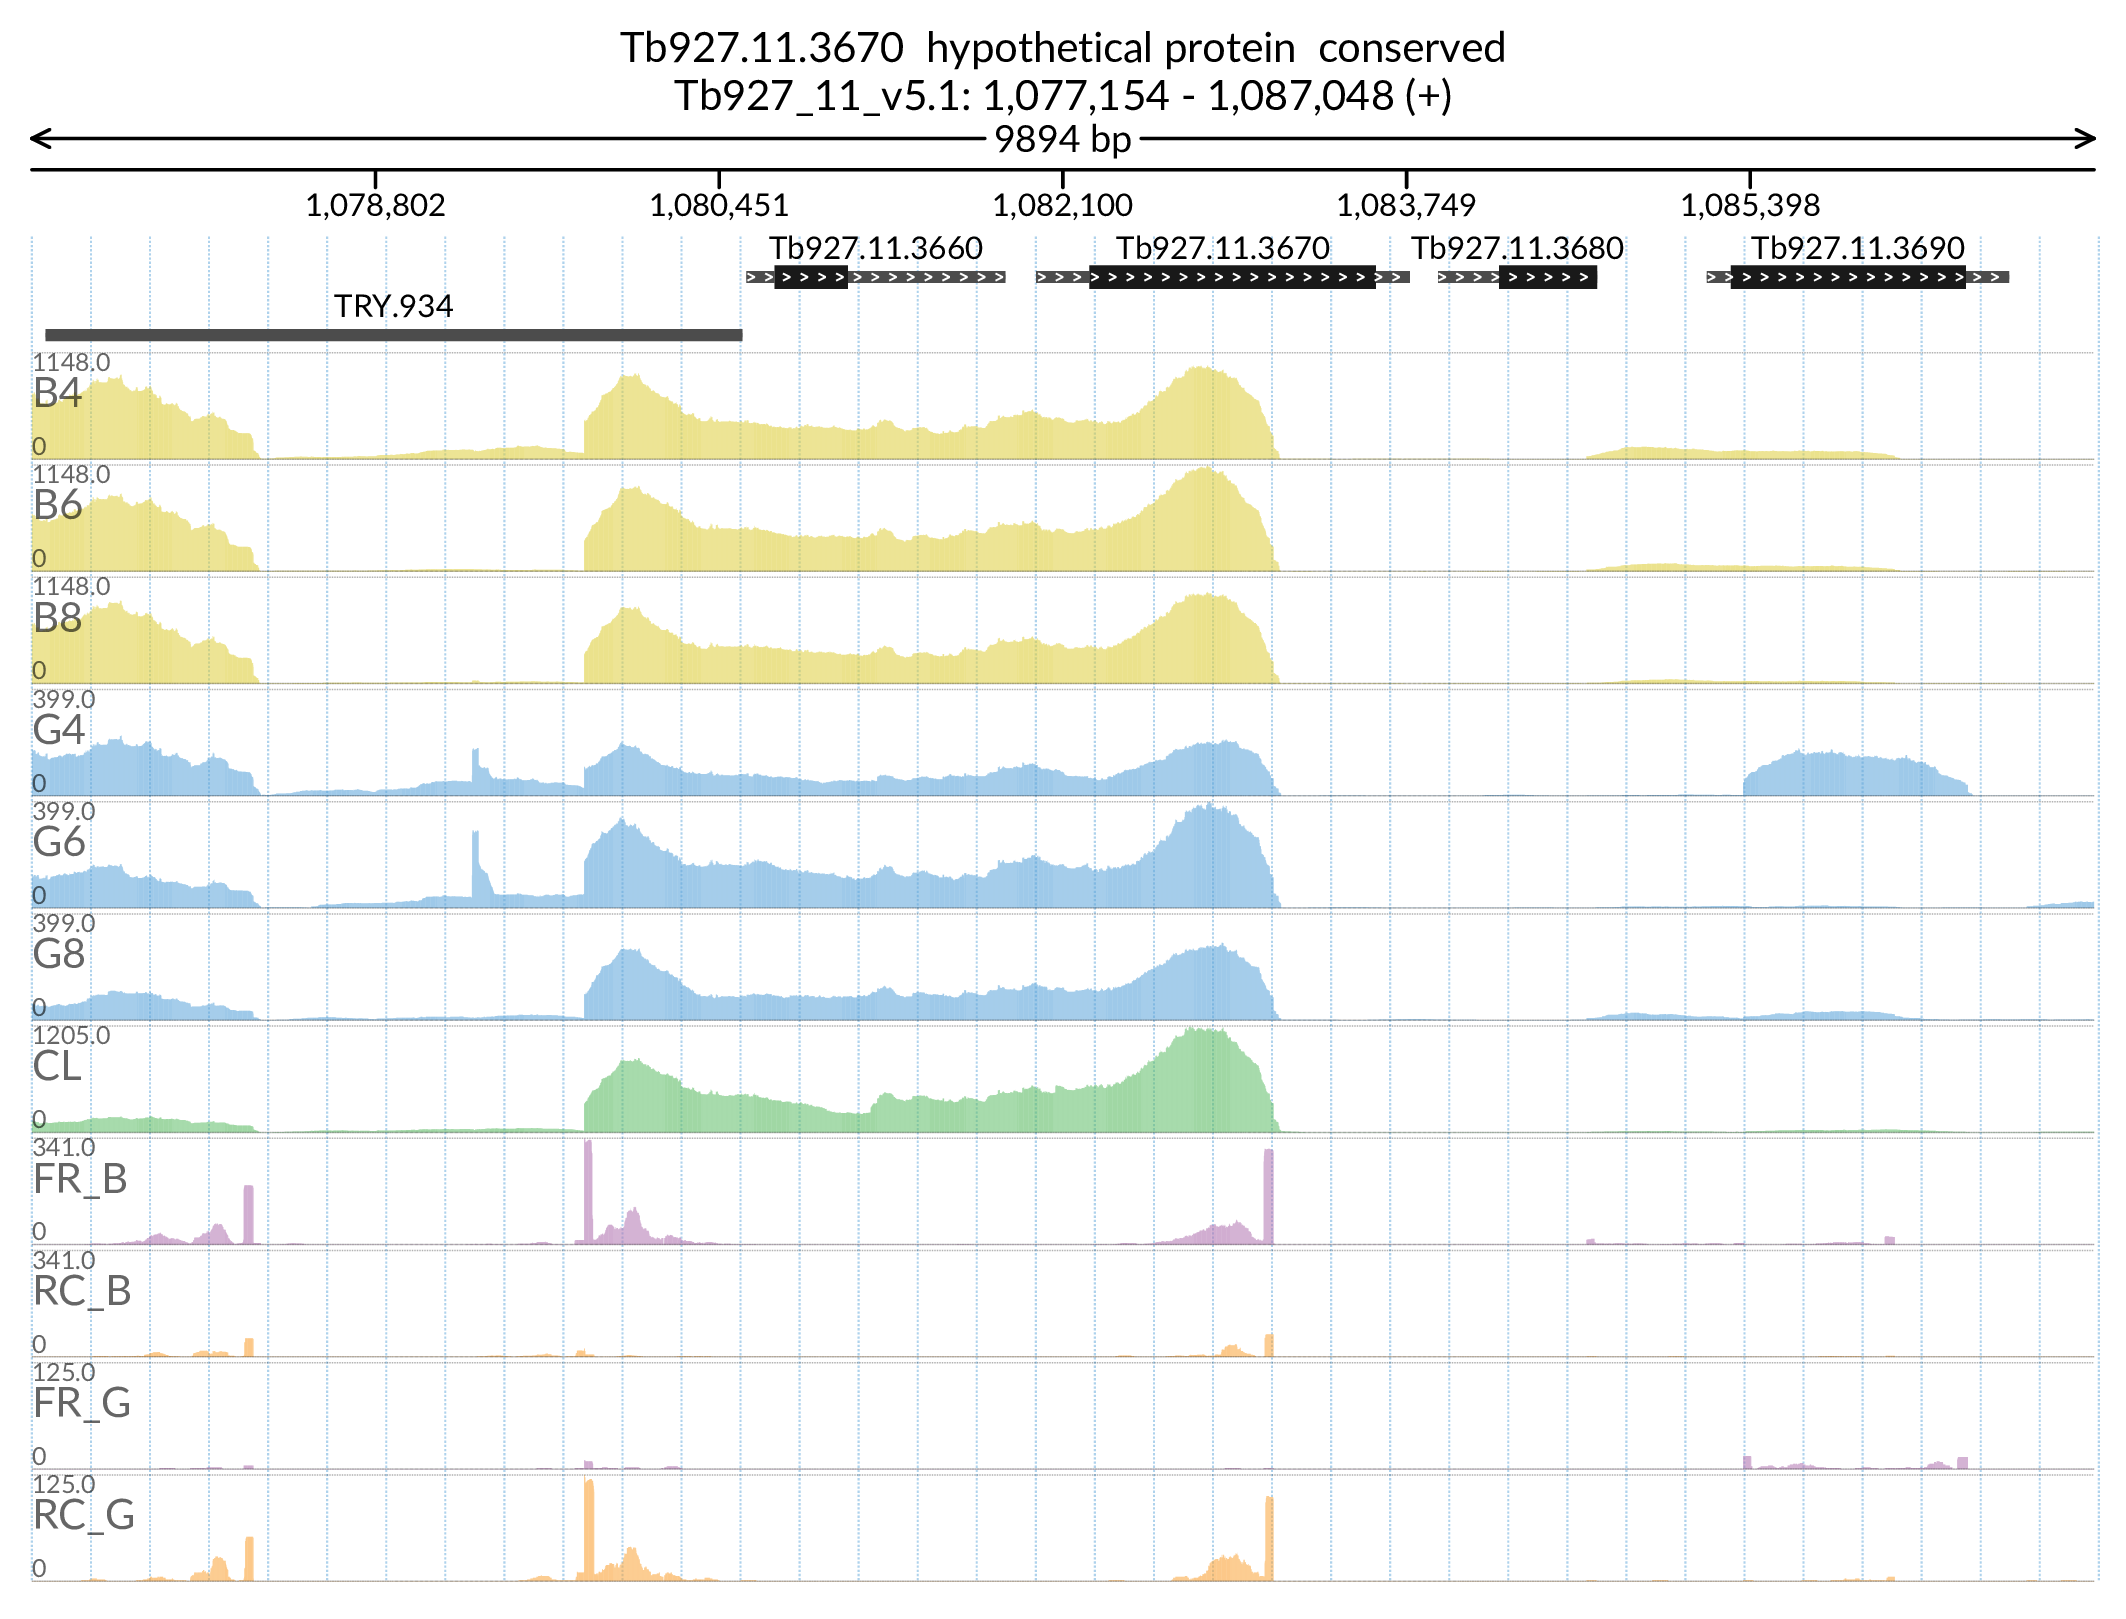 Tb927.11.3670 hypothetical protein conserved
Tb927_11_v5.1: 1,077,154 - 1,087,048 (+)
9894 bp
1,078,802 1,080,451 1,082,100 1,083,749 1,085,398
Tb927.11.3660 Tb927.11.3670 Tb927.11.3680 Tb927.11.3690
TRY.934
1148.0
B4
0
1148.0
B6
0
1148.0
B8
0
399.0
G4
0
399.0
G6
0
399.0
G8
0
1205.0
CL
0
341.0
FR_B
0
341.0
RC_B
0
125.0
FR_G
0
125.0
RC_G
0